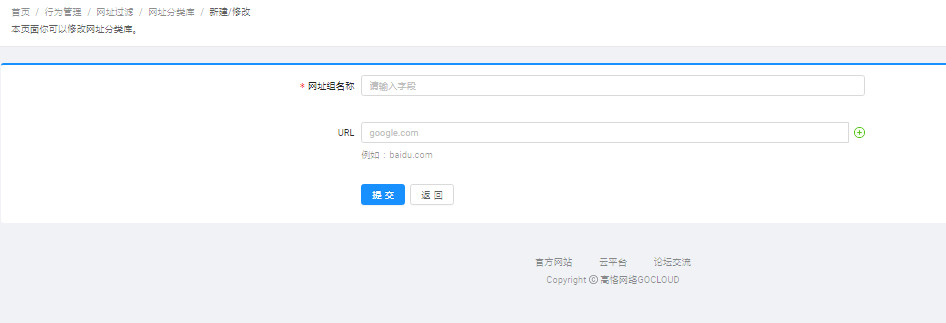 首页 / 行为管理 / 网址过滤 / 网址分类库 / 新建/修改
本页面你可以修改网址分类库。
* 网址组名称 请输入字段
URL google.com
例如：baidu.com
提 交 返 回
官方网站 云平台 论坛交流
Copyright © 高恪网络GOCLOUD